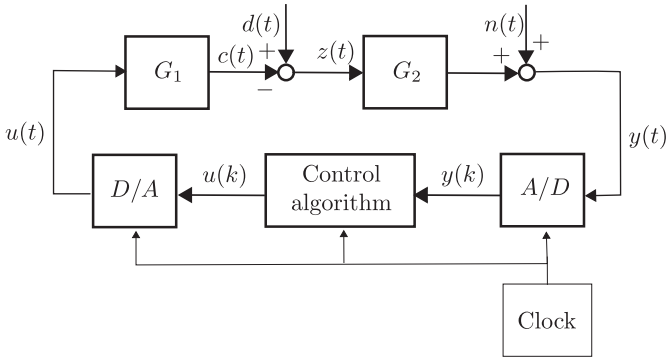 d(t)
n(t)
G₁
c(t)
+
−
z(t)
G₂
+
+
u(t)
y(t)
D/A
u(k)
Control
algorithm
y(k)
A/D
Clock